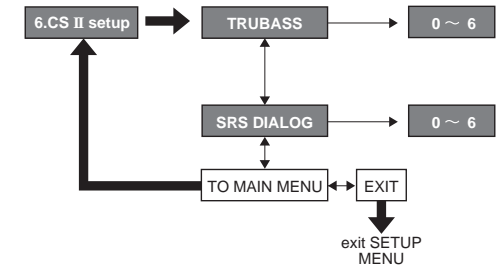 6.CS II setup
TRUBASS
0～ 6
SRS DIALOG
0～ 6
TO MAIN MENU
EXIT
exit SETUP
MENU